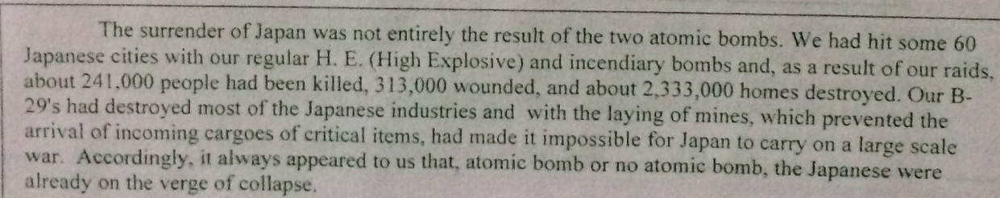 The surrender of Japan was not entirely the result of the two atomic bombs. We had hit some 60
Japanese cities with our regular H. E. (High Explosive) and incendiary bombs and, as a result of our raids,
about 241,000 people had been killed, 313,000 wounded, and about 2,333,000 homes destroyed. Our B-
29's had destroyed most of the Japanese industries and with the laying of mines, which prevented the
arrival of incoming cargoes of critical items, had made it impossible for Japan to carry on a large scale
war. Accordingly, it always appeared to us that, atomic bomb or no atomic bomb, the Japanese were
already on the verge of collapse.